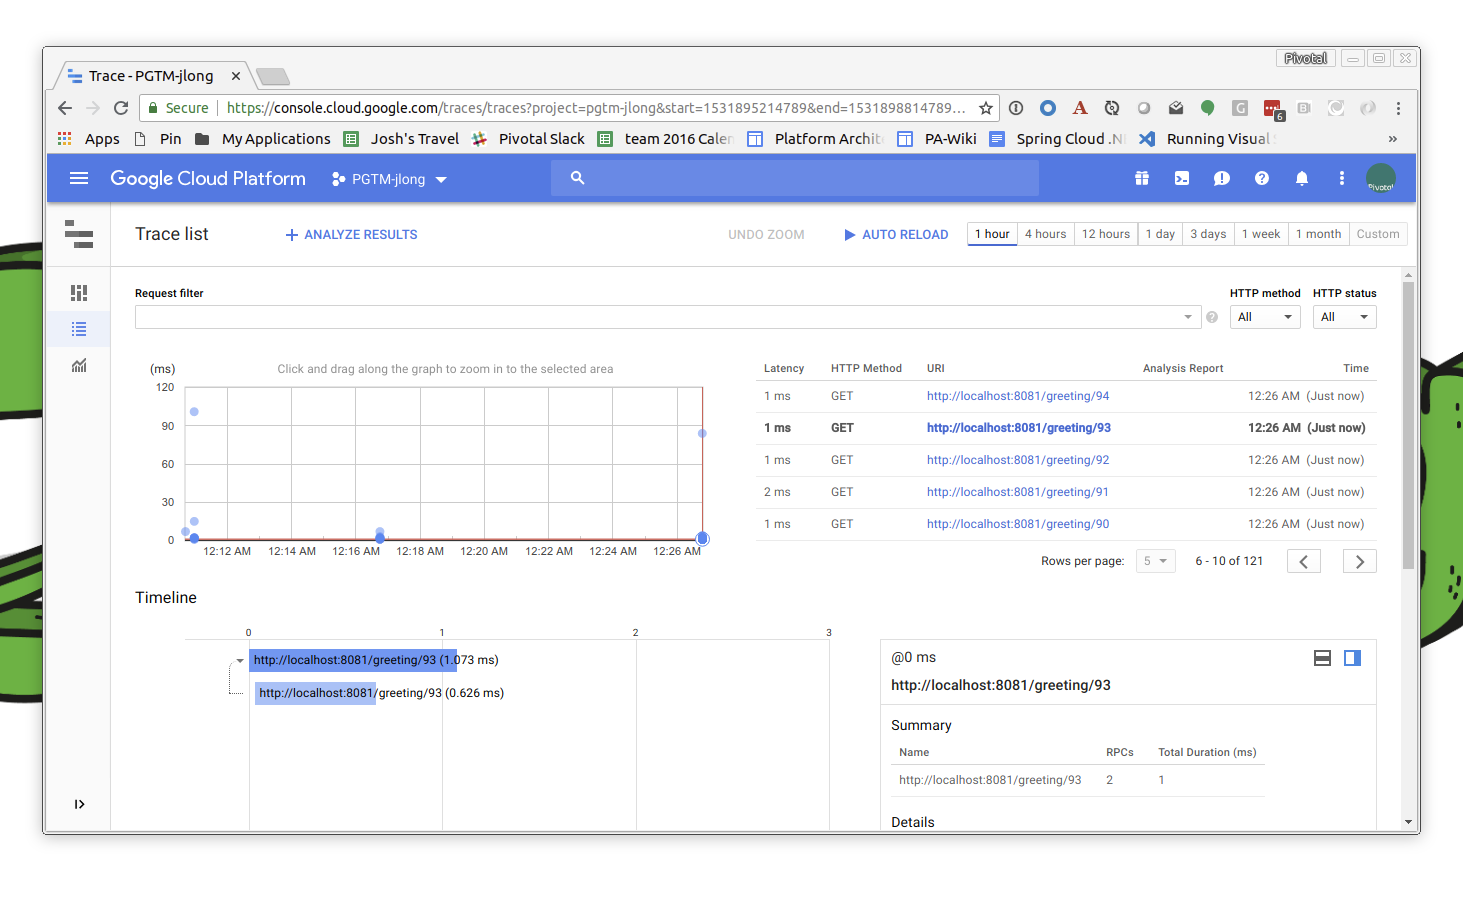 Pivotal
Trace - PGTM-jlong
Secure https://console.cloud.google.com/traces/traces?project=pgtm-jlong&start=1531895214789&end=1531898814789...
6
Apps Pin My Applications Josh's Travel Pivotal Slack team 2016 Calen Platform Archit PA-Wiki Spring Cloud .N Running Visual »
Google Cloud Platform PGTM-jlong
Pivotal
Trace list ANALYZE RESULTS UNDO ZOOM AUTO RELOAD 1 hour 4 hours 12 hours 1 day 3 days 1 week 1 month Custom
Request filter HTTP method HTTP status
All All
(ms) Click and drag along the graph to zoom in to the selected area
120
90
60
30
0
12:12 AM 12:14 AM 12:16 AM 12:18 AM 12:20 AM 12:22 AM 12:24 AM 12:26 AM
Latency HTTP Method URI Analysis Report Time
1 ms GET http://localhost:8081/greeting/94 12:26 AM (Just now)
1 ms GET http://localhost:8081/greeting/93 12:26 AM (Just now)
1 ms GET http://localhost:8081/greeting/92 12:26 AM (Just now)
2 ms GET http://localhost:8081/greeting/91 12:26 AM (Just now)
1 ms GET http://localhost:8081/greeting/90 12:26 AM (Just now)
Rows per page: 5 6 - 10 of 121
Timeline
0 1 2 3
http://localhost:8081/greeting/93 (1.073 ms)
http://localhost:8081/greeting/93 (0.626 ms)
@0 ms
http://localhost:8081/greeting/93
Summary
Name RPCs Total Duration (ms)
http://localhost:8081/greeting/93 2 1
Details